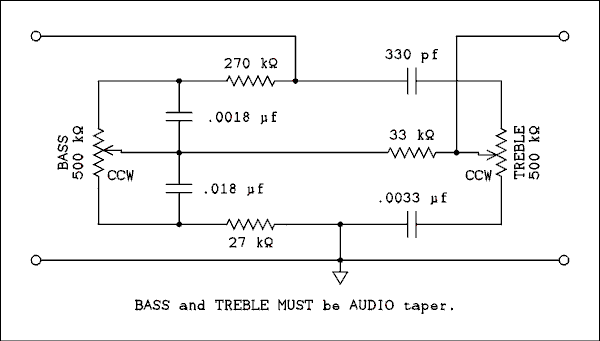 330 pf
270 kΩ
.0018 µf
33 kΩ
BASS
500 kΩ
CCW
CCW
TREBLE
500 kΩ
.018 µf
.0033 µf
27 kΩ
BASS and TREBLE MUST be AUDIO taper.